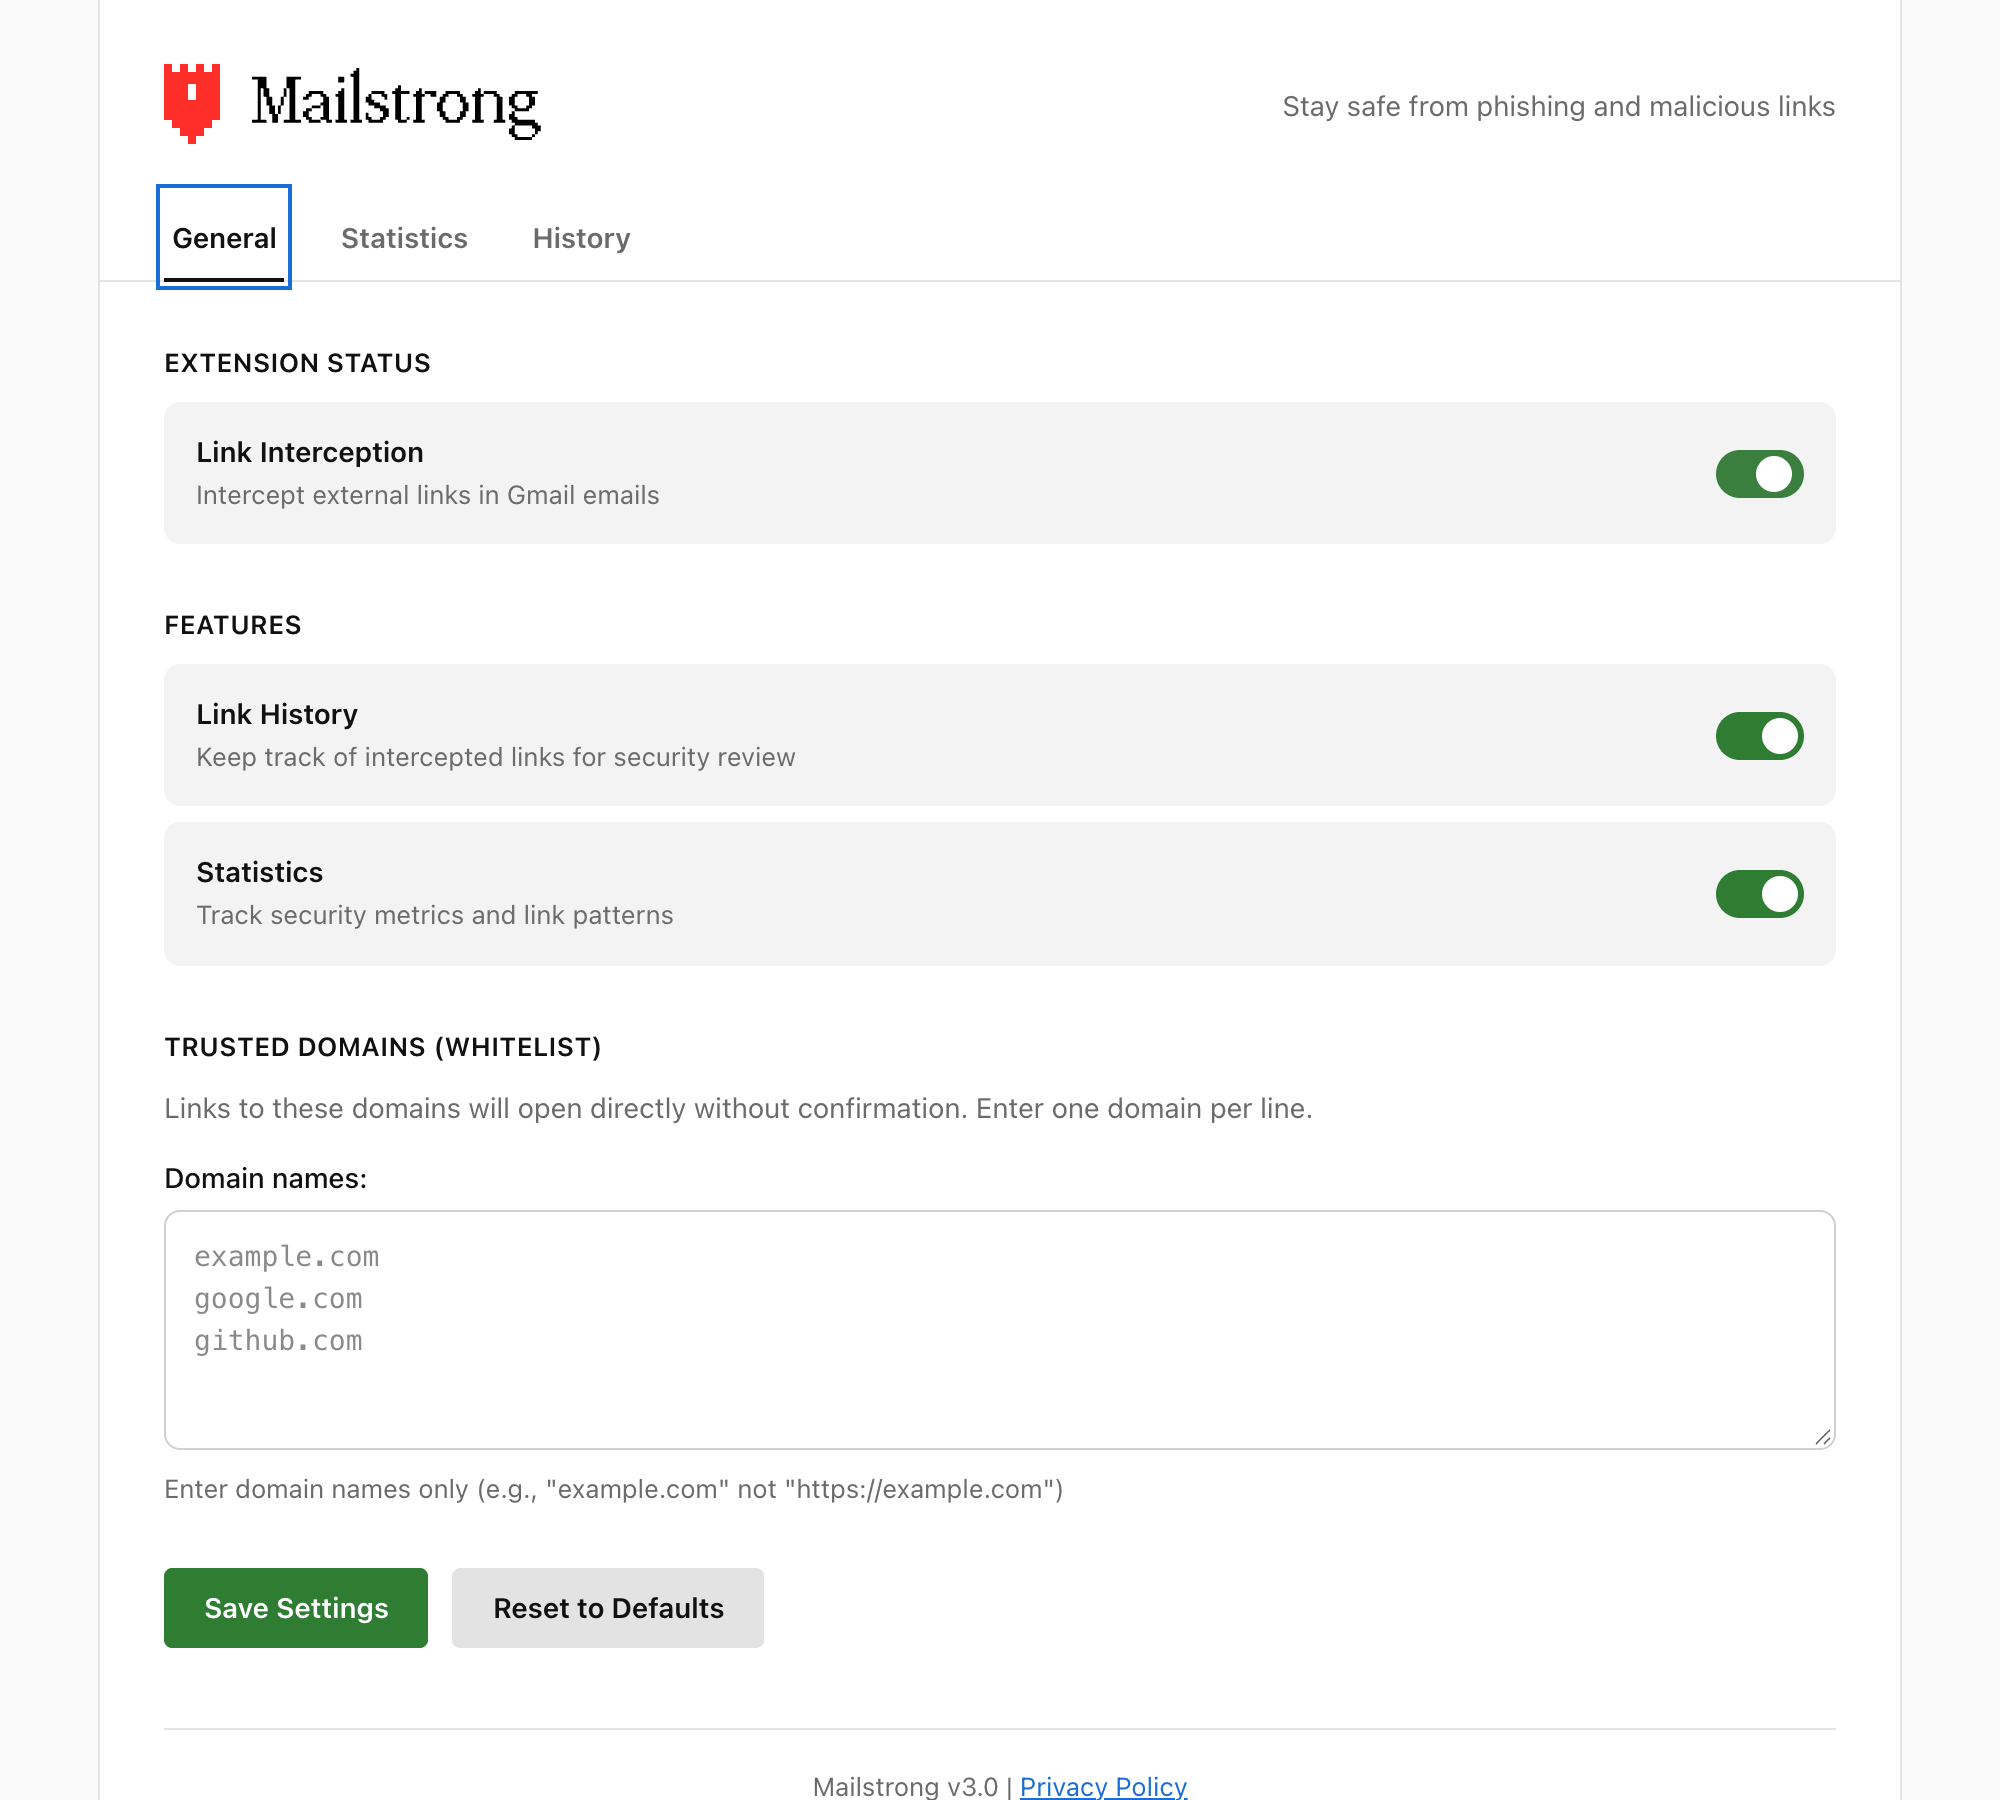 Mailstrong
Stay safe from phishing and malicious links
General
Statistics
History
EXTENSION STATUS
Link Interception
Intercept external links in Gmail emails
FEATURES
Link History
Keep track of intercepted links for security review
Statistics
Track security metrics and link patterns
TRUSTED DOMAINS (WHITELIST)
Links to these domains will open directly without confirmation. Enter one domain per line.
Domain names:
example.com
google.com
github.com
Enter domain names only (e.g., "example.com" not "https://example.com")
Save Settings
Reset to Defaults
Mailstrong v3.0 | Privacy Policy